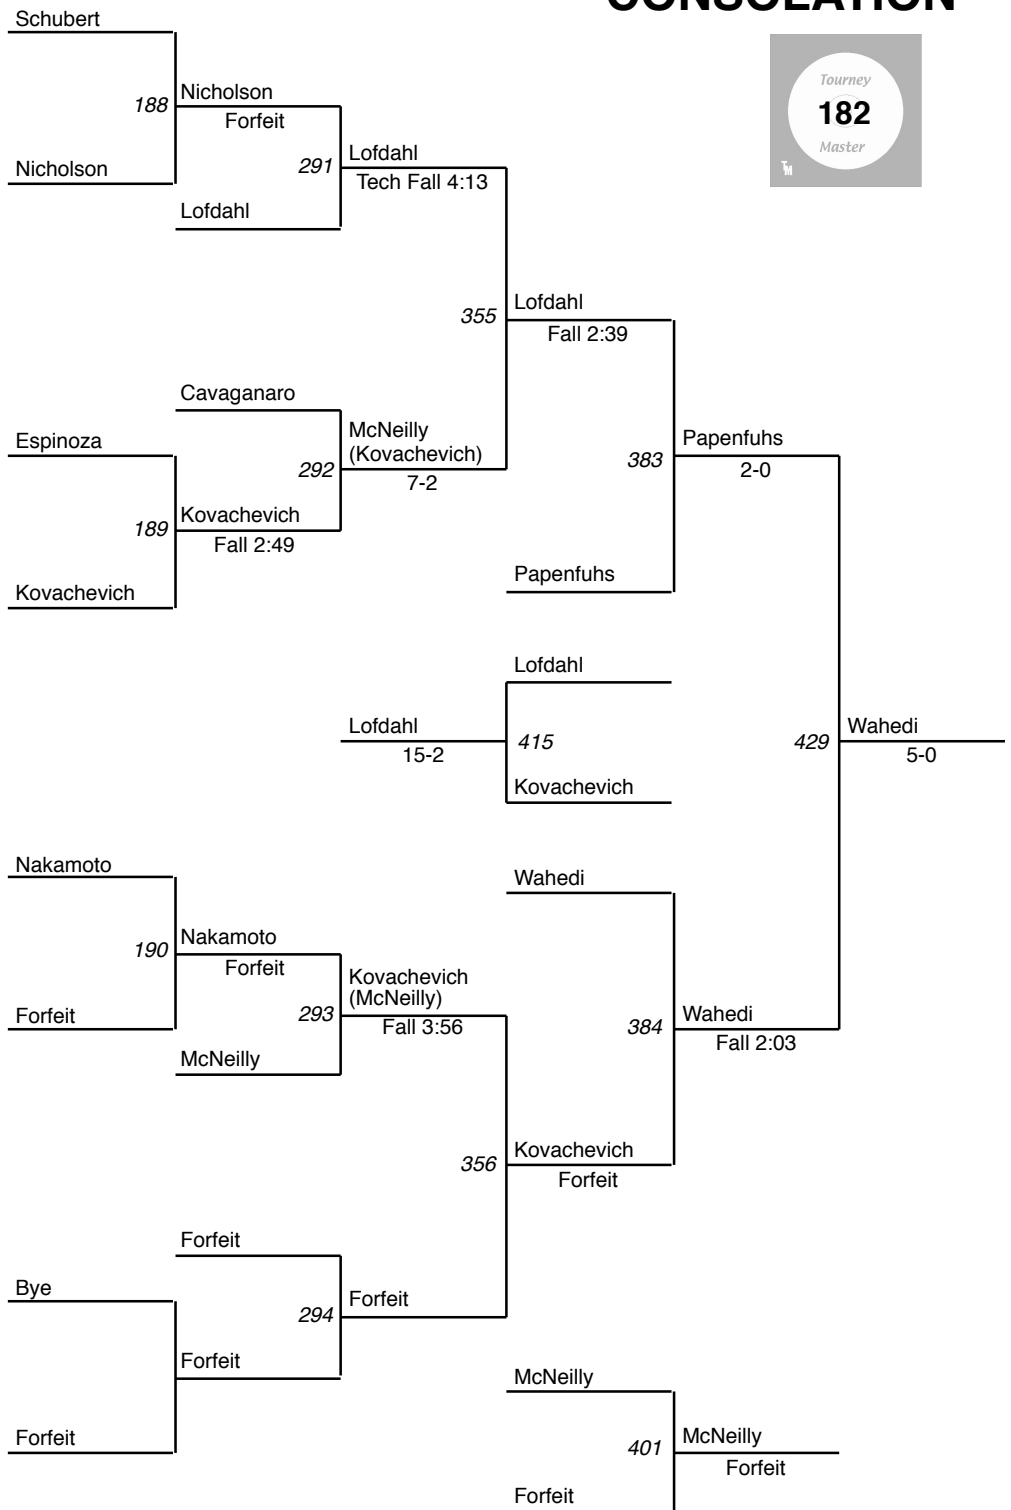 CONSOLATION
Schubert
Tourney
182
Master
TM
188
Nicholson
Forfeit
Nicholson
291
Lofdahl
Tech Fall 4:13
Lofdahl
355
Lofdahl
Fall 2:39
Cavaganaro
Espinoza
292
McNeilly
(Kovachevich)
7-2
383
Papenfuhs
2-0
189
Kovachevich
Fall 2:49
Kovachevich
Papenfuhs
Lofdahl
Lofdahl
15-2
415
Kovachevich
429
Wahedi
5-0
Nakamoto
Wahedi
190
Nakamoto
Forfeit
Forfeit
293
Kovachevich
(McNeilly)
Fall 3:56
McNeilly
384
Wahedi
Fall 2:03
356
Kovachevich
Forfeit
Forfeit
Bye
294
Forfeit
Forfeit
Forfeit
McNeilly
401
McNeilly
Forfeit
Forfeit